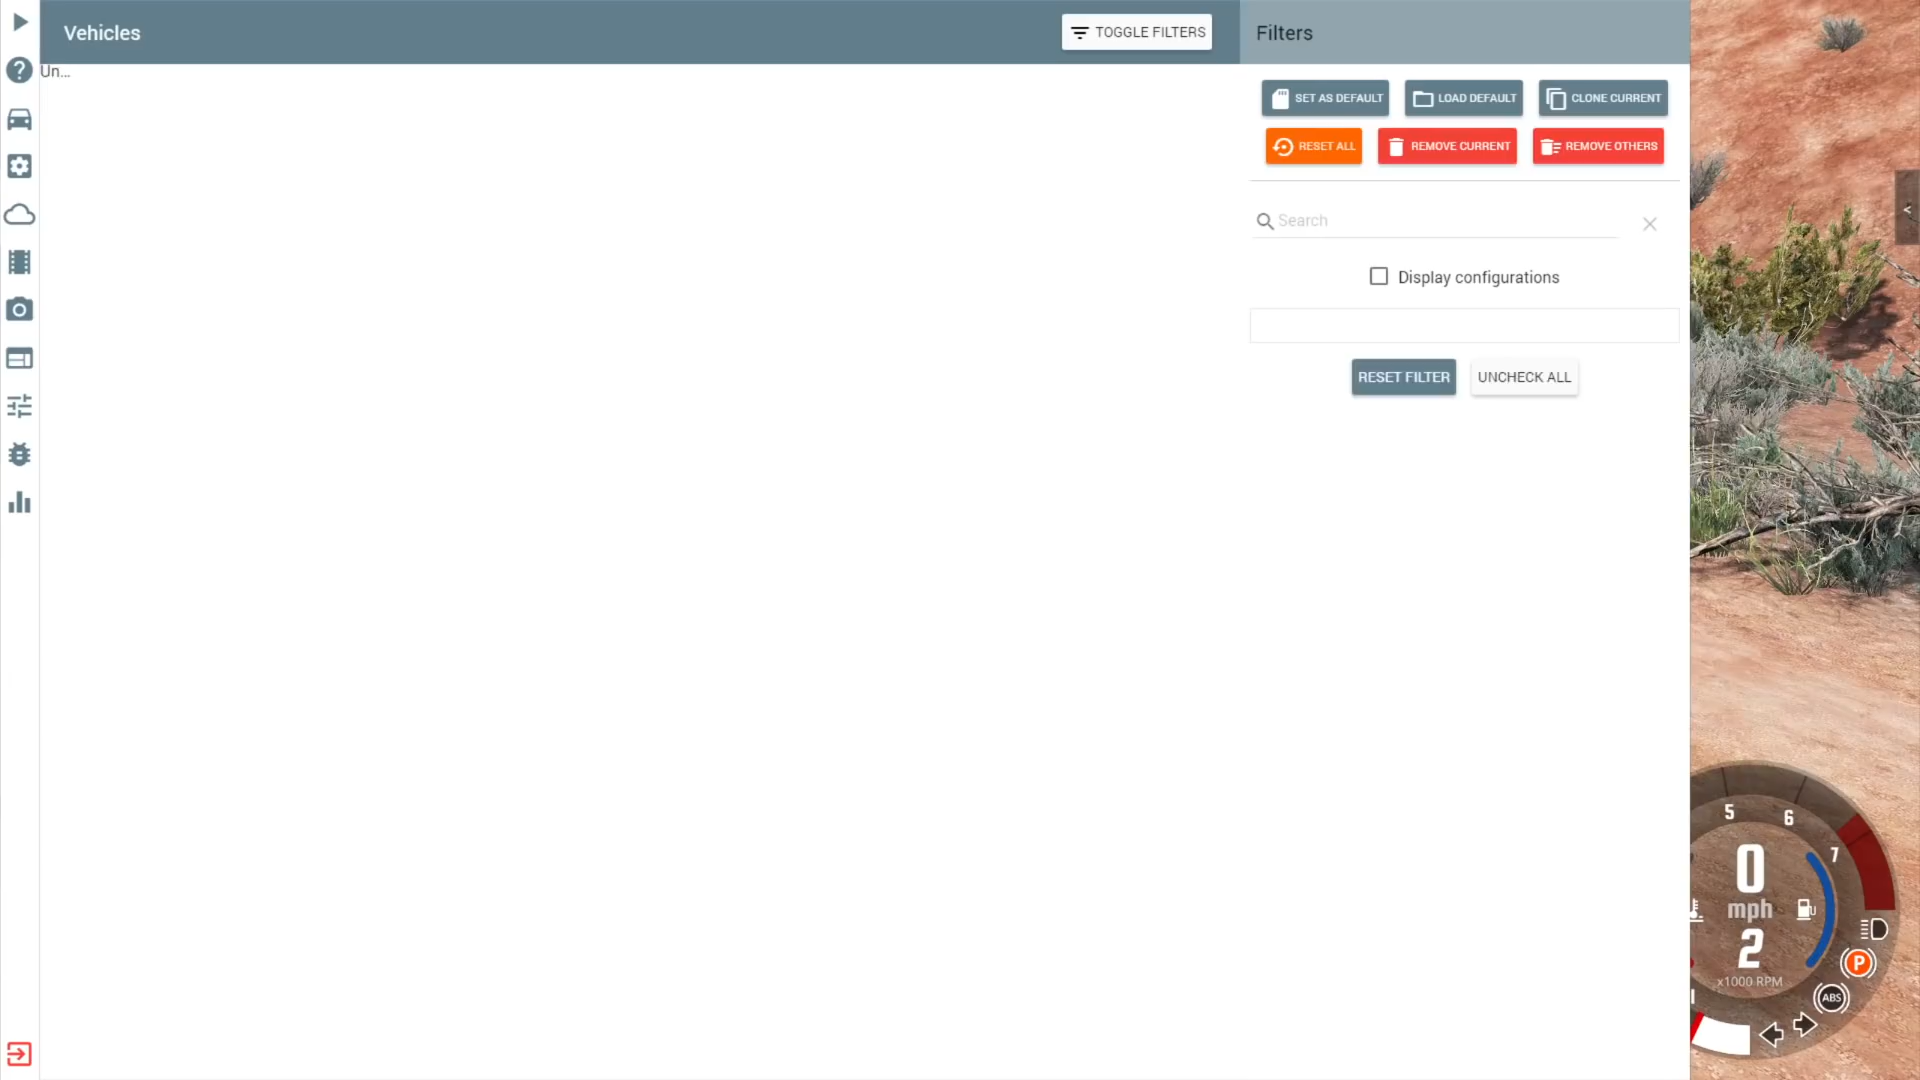 Vehicles
TOGGLE FILTERS
Filters
Un...
SET AS DEFAULT
LOAD DEFAULT
CLONE CURRENT
RESET ALL
REMOVE CURRENT
REMOVE OTHERS
Search
Display configurations
RESET FILTER
UNCHECK ALL
<
5
6
7
0
mph
2
x1000 RPM
P
ABS